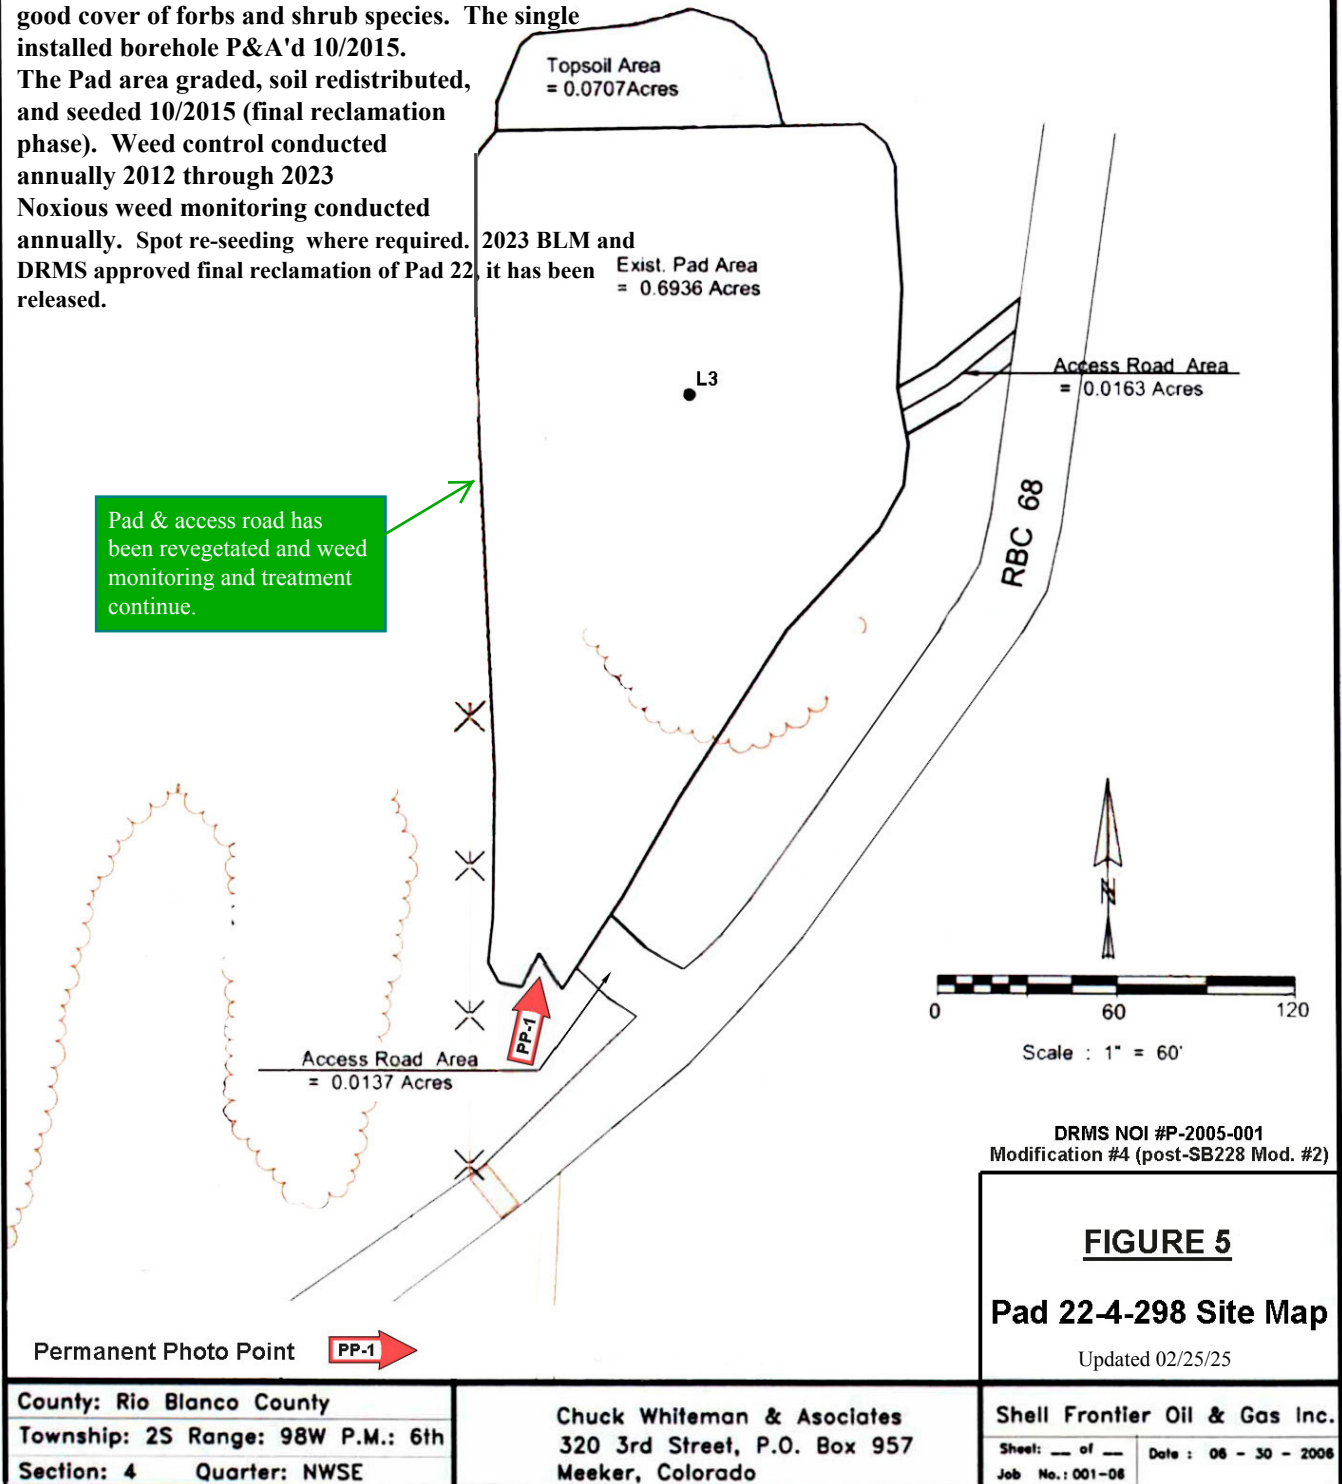 good cover of forbs and shrub species.  The single
installed borehole P&A'd 10/2015.
The Pad area graded, soil redistributed,
and seeded 10/2015 (final reclamation
phase).  Weed control conducted
annually 2012 through 2023
Noxious weed monitoring conducted
annually.  Spot re-seeding  where required.  2023 BLM and
DRMS approved final reclamation of Pad 22, it has been
released.
Topsoil Area
= 0.0707Acres
Exist. Pad Area
= 0.6936 Acres
L3
Access Road Area
= 0.0163 Acres
RBC 68
Pad & access road has
been revegetated and weed
monitoring and treatment
continue.
N
0 60 120
Scale : 1" = 60'
PP-1
Access Road Area
= 0.0137 Acres
DRMS NOI #P-2005-001
Modification #4 (post-SB228 Mod. #2)
FIGURE 5
Pad 22-4-298 Site Map
Updated 02/25/25
Permanent Photo Point PP-1
County: Rio Blanco County
Township: 2S Range: 98W P.M.: 6th
Section: 4 Quarter: NWSE
Chuck Whiteman & Asociates
320 3rd Street, P.O. Box 957
Meeker, Colorado
Shell Frontier Oil & Gas Inc.
Sheet: __ of __ Date : 06 - 30 - 2006
Job No.: 001-06